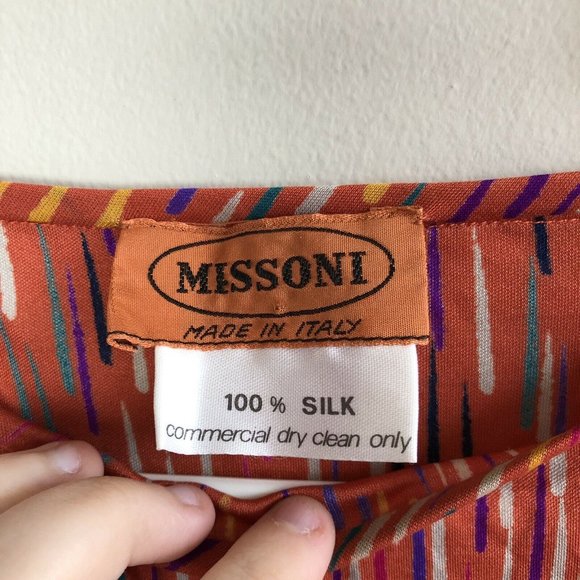 MISSONI
MADE IN ITALY
100 % SILK
commercial dry clean only